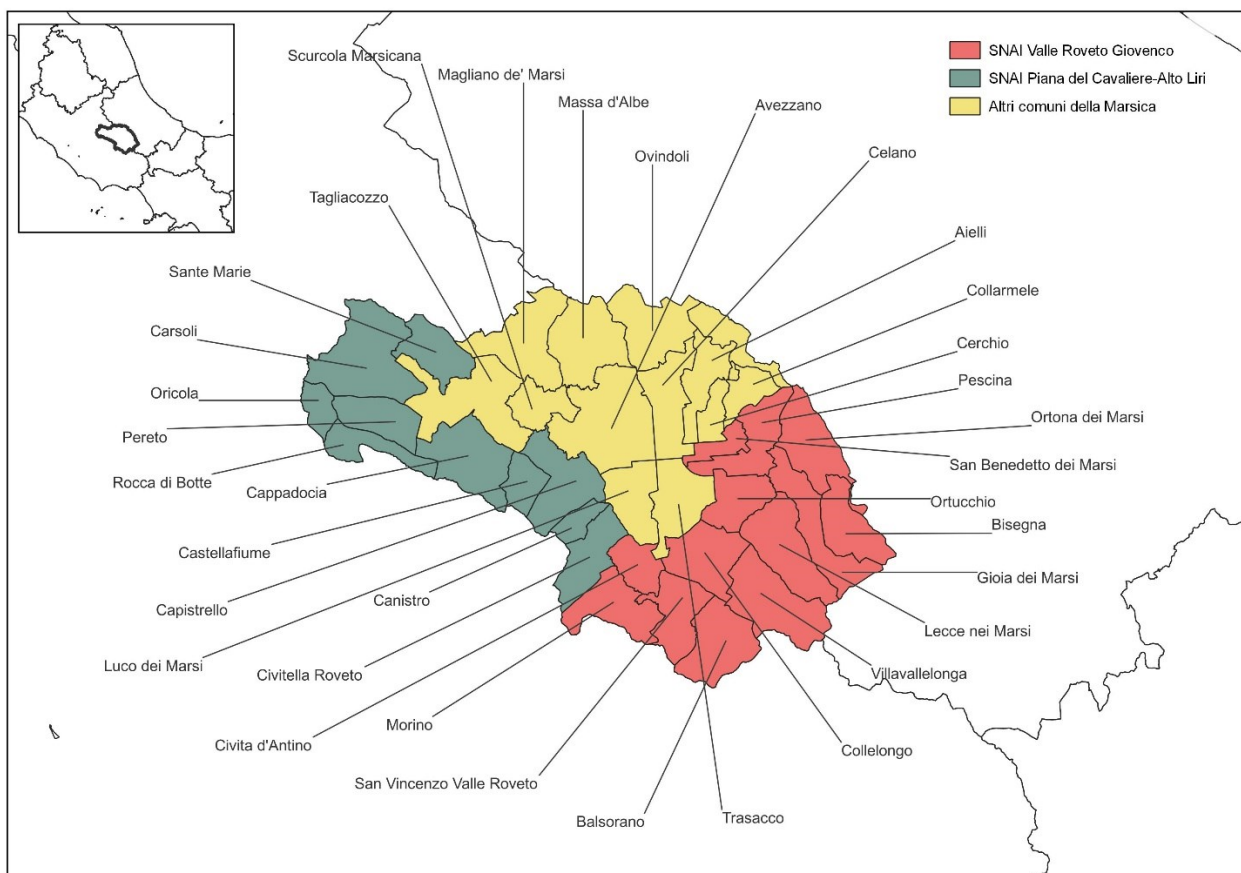 SNAI Valle Roveto Giovenco
SNAI Piana del Cavaliere-Alto Liri
Altri comuni della Marsica
Scurcola Marsicana
Magliano de' Marsi
Massa d'Albe
Avezzano
Ovindoli
Celano
Tagliacozzo
Aielli
Sante Marie
Collarmele
Carsoli
Cerchio
Pescina
Oricola
Ortona dei Marsi
Pereto
San Benedetto dei Marsi
Rocca di Botte
Cappadocia
Ortucchio
Bisegna
Castellafiume
Gioia dei Marsi
Canistro
Capistrello
Lecce nei Marsi
Luco dei Marsi
Civitella Roveto
Villavallelonga
Morino
Civita d'Antino
Collelongo
San Vincenzo Valle Roveto
Balsorano
Trasacco